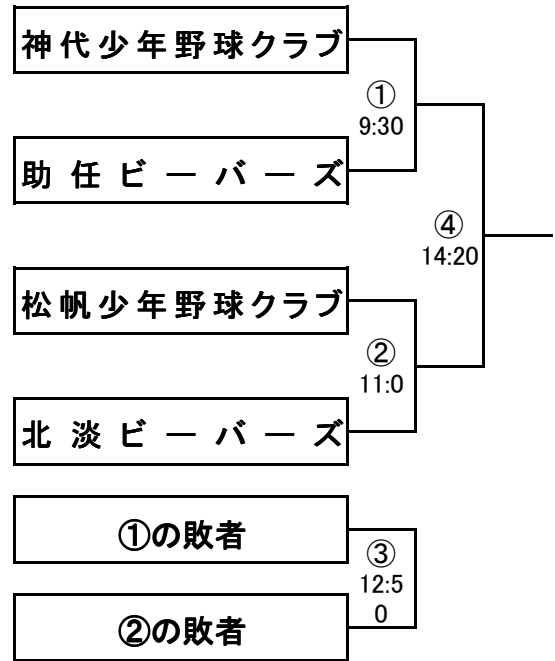 神代少年野球クラブ
①
9:30
助任ビーバーズ
④
14:20
松帆少年野球クラブ
②
11:0
北淡ビーバーズ
①の敗者
③
12:5
0
②の敗者